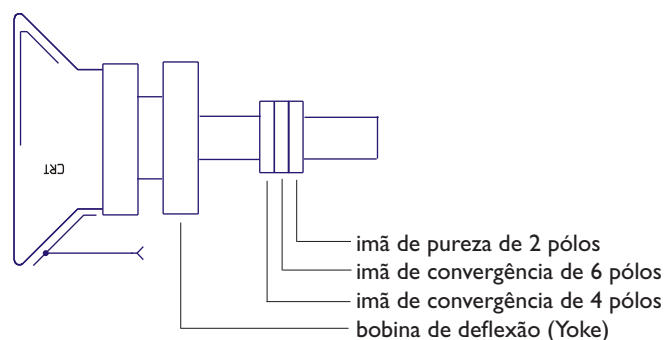 CRT
imã de pureza de 2 pólos
imã de convergência de 6 pólos
imã de convergência de 4 pólos
bobina de deflexão (Yoke)